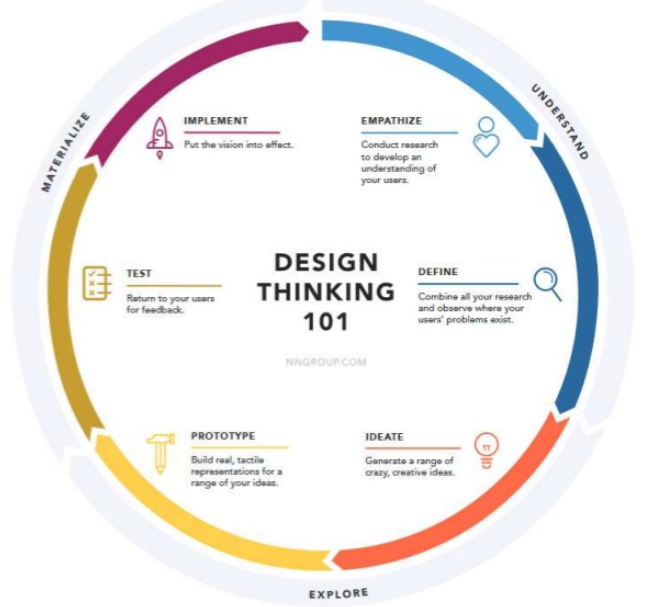 DESIGN
THINKING
101
NNGROUP.COM
UNDERSTAND
EMPATHIZE
Conduct research
to develop an
understanding of
your users.
DEFINE
Combine all your research
and observe where your
users' problems exist.
EXPLORE
IDEATE
Generate a range of
crazy, creative ideas.
PROTOTYPE
Build real, tactile
representations for a
range of your ideas.
MATERIALIZE
TEST
Return to your users
for feedback.
IMPLEMENT
Put the vision into effect.